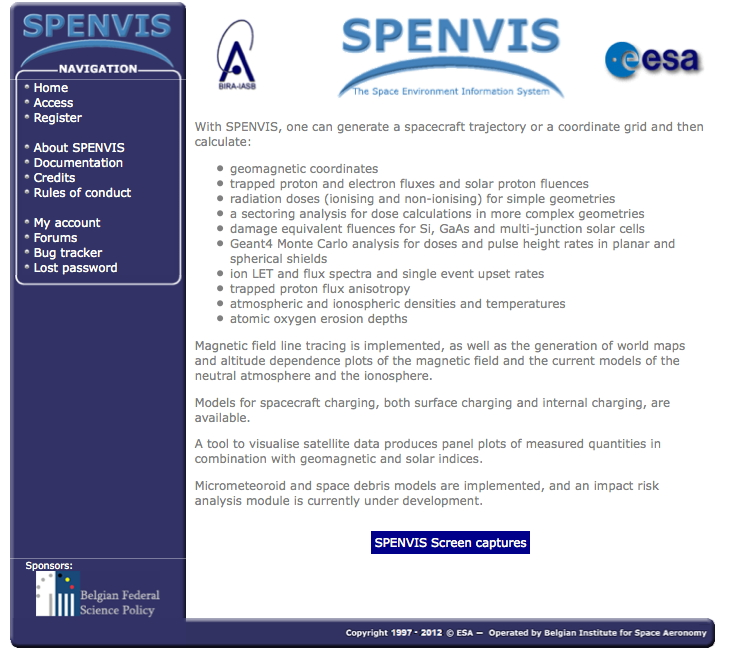 SPENVIS
NAVIGATION
Home
Access
Register
About SPENVIS
Documentation
Credits
Rules of conduct
My account
Forums
Bug tracker
Lost password
Sponsors:
Belgian Federal
Science Policy
BIRA-IASB
SPENVIS
The Space Environment Information System
esa
With SPENVIS, one can generate a spacecraft trajectory or a coordinate grid and then
calculate:
geomagnetic coordinates
trapped proton and electron fluxes and solar proton fluences
radiation doses (ionising and non-ionising) for simple geometries
a sectoring analysis for dose calculations in more complex geometries
damage equivalent fluences for Si, GaAs and multi-junction solar cells
Geant4 Monte Carlo analysis for doses and pulse height rates in planar and
spherical shields
ion LET and flux spectra and single event upset rates
trapped proton flux anisotropy
atmospheric and ionospheric densities and temperatures
atomic oxygen erosion depths
Magnetic field line tracing is implemented, as well as the generation of world maps
and altitude dependence plots of the magnetic field and the current models of the
neutral atmosphere and the ionosphere.
Models for spacecraft charging, both surface charging and internal charging, are
available.
A tool to visualise satellite data produces panel plots of measured quantities in
combination with geomagnetic and solar indices.
Micrometeoroid and space debris models are implemented, and an impact risk
analysis module is currently under development.
SPENVIS Screen captures
Copyright 1997 - 2012 © ESA — Operated by Belgian Institute for Space Aeronomy